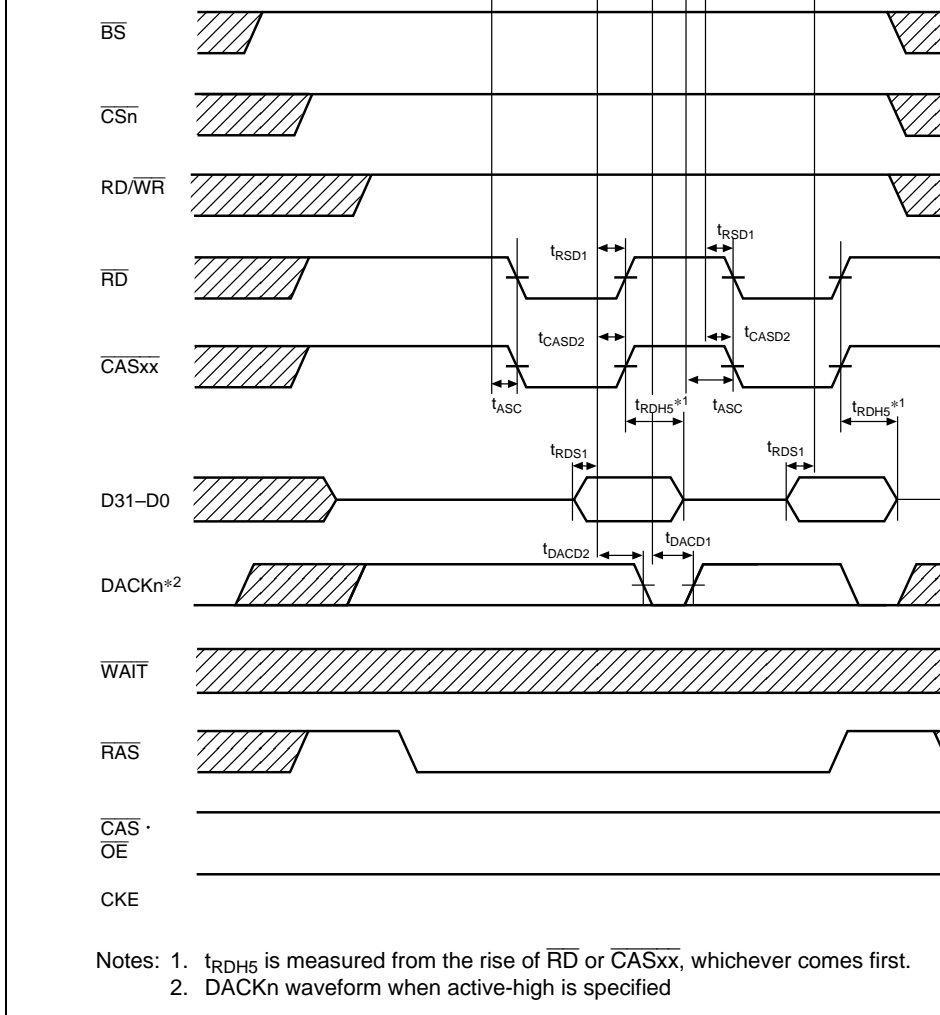 BS
CSn
RD/WR
tRSD1
tRSD1
RD
tCASD2
tCASD2
CASxx
tASC
tRDH5*1
tASC
tRDH5*1
tRDS1
tRDS1
D31–D0
tDACD2
tDACD1
DACKn*2
WAIT
RAS
CAS ·
OE
CKE
Notes: 1. tRDH5 is measured from the rise of RD or CASxx, whichever comes first.
2. DACKn waveform when active-high is specified